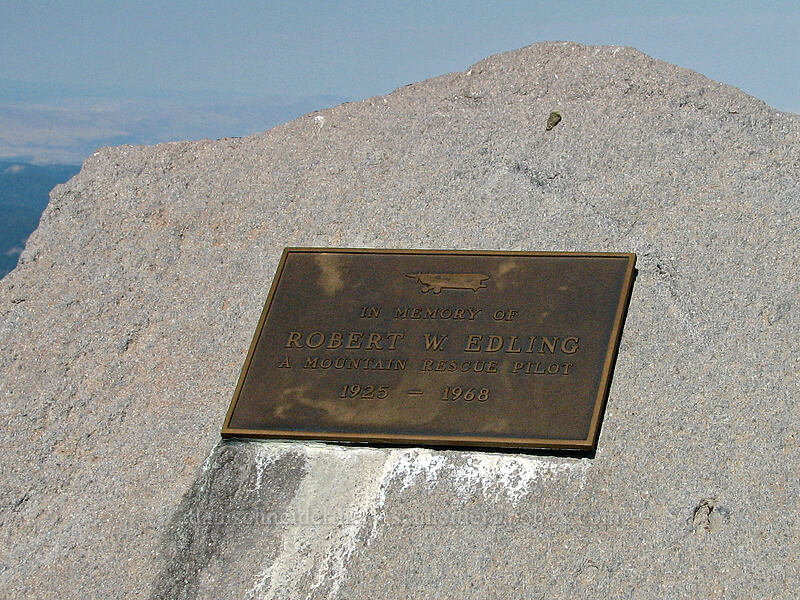 IN MEMORY OF
ROBERT W. EDLING
A MOUNTAIN RESCUE PILOT
1925 — 1968